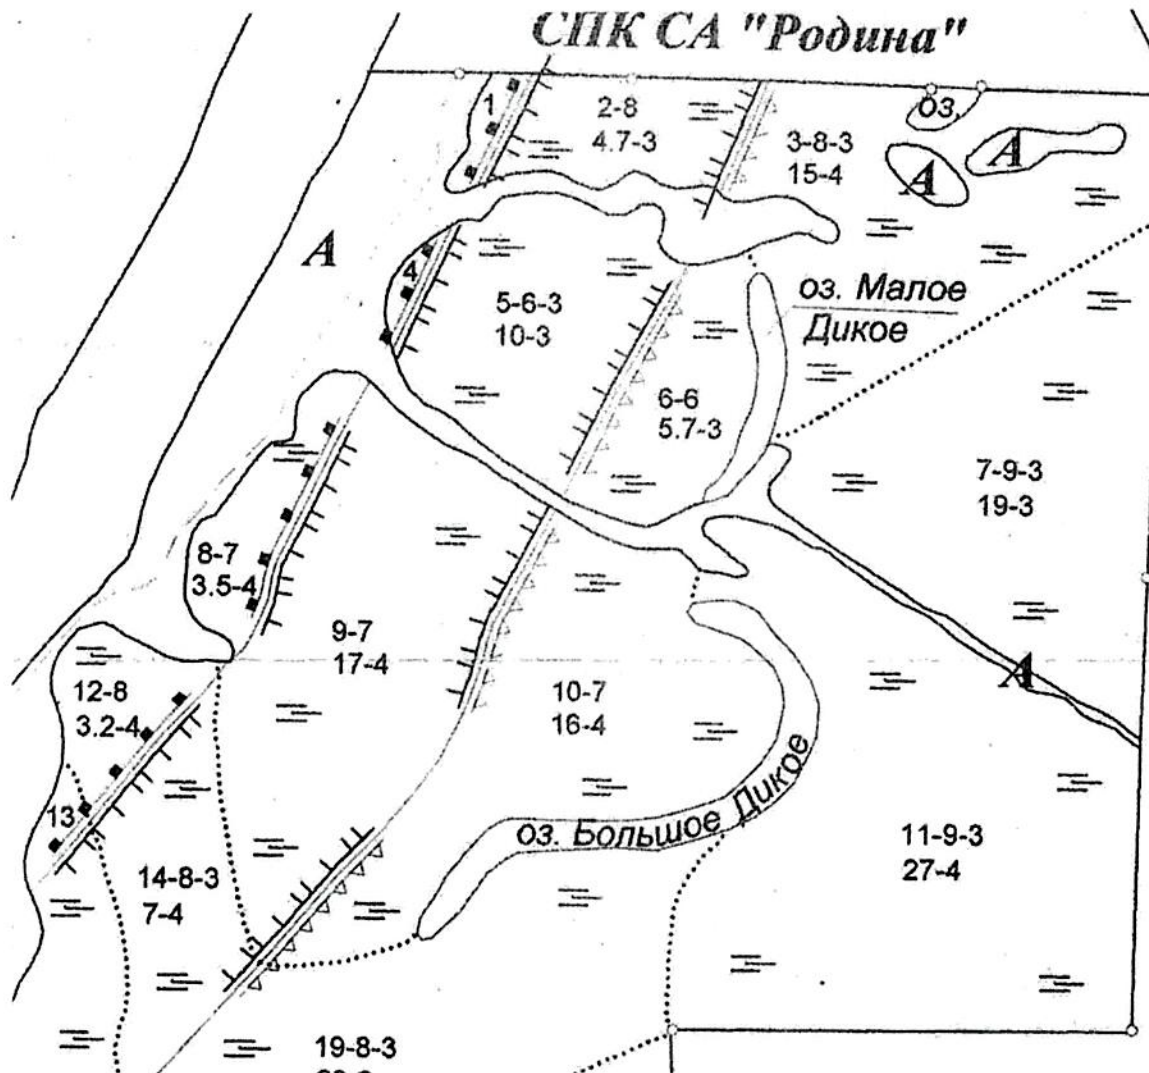 СПК СА "Родина"
1
2-8
4.7-3
3-8-3
15-4
оз.
А
А
А
4
5-6-3
10-3
оз. Малое
Дикое
6-6
5.7-3
7-9-3
19-3
8-7
3.5-4
9-7
17-4
10-7
16-4
А
12-8
3.2-4
13
14-8-3
7-4
оз. Большое Дикое
11-9-3
27-4
19-8-3